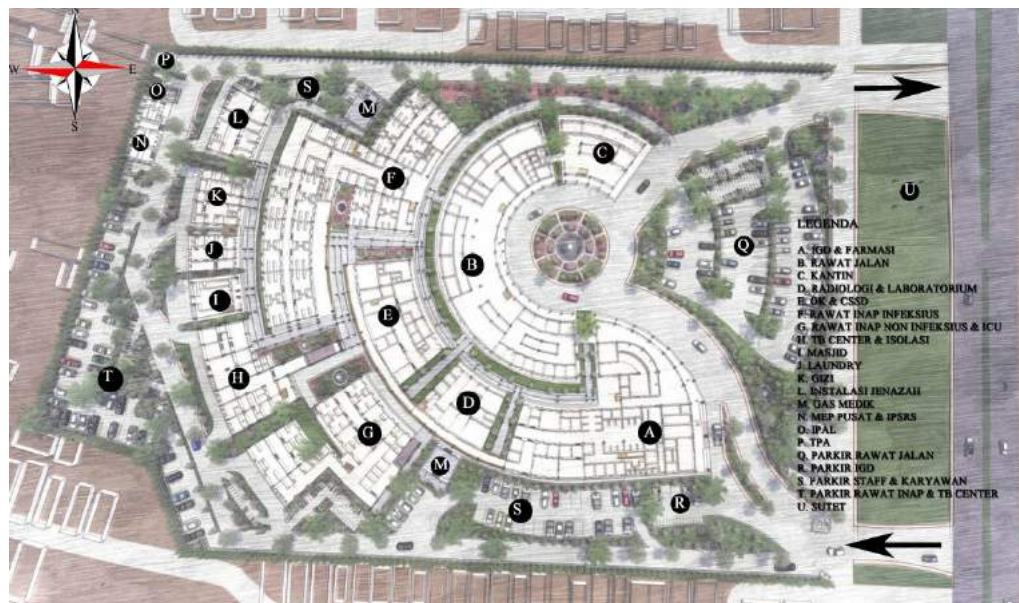 N
W
E
S
P
O
N
L
S
M
K
F
C
J
I
B
Q
U
E
H
T
D
G
A
M
S
R
LEGENDA
A. IGD & FARMASI
B. RAWAT JALAN
C. KANTIN
D. RADIOLOGI & LABORATORIUM
E. OK & CSSD
F. RAWAT INAP INFEKSIUS
G. RAWAT INAP NON INFEKSIUS & ICU
H. TB CENTER & ISOLASI
I. MASJID
J. LAUNDRY
K. GIZI
L. INSTALASI JENAZAH
M. GAS MEDIK
N. MEP PUSAT & IPSRS
O. IPAL
P. TPA
Q. PARKIR RAWAT JALAN
R. PARKIR IGD
S. PARKIR STAFF & KARYAWAN
T. PARKIR RAWAT INAP & TB CENTER
U. SUTET